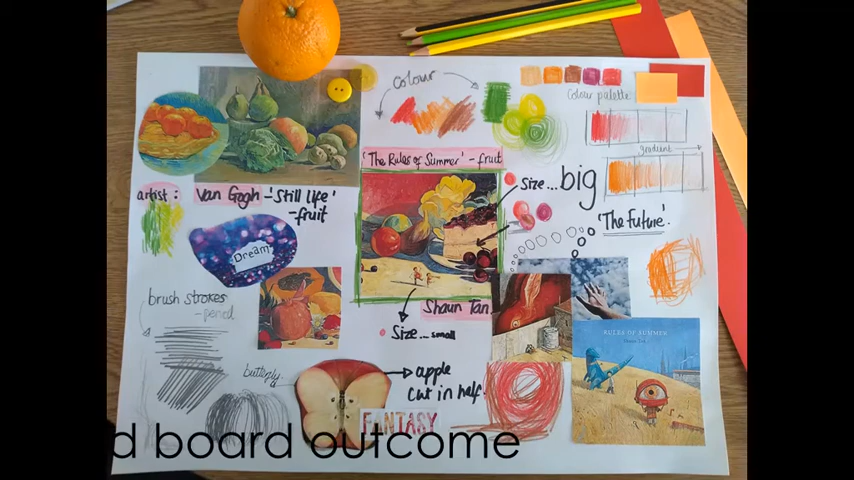 colour
Colour palette
'The Rules of Summer' - fruit
gradient
Size... big
artist:
Van Gogh - 'Still life'
- fruit
'The Future'.
Dream
brush strokes
- pencil
Shaun Tan
Size... small
RULES OF SUMMER
Shaun Tan
butterfly
apple
cut in half.
FANTASY
d board outcome